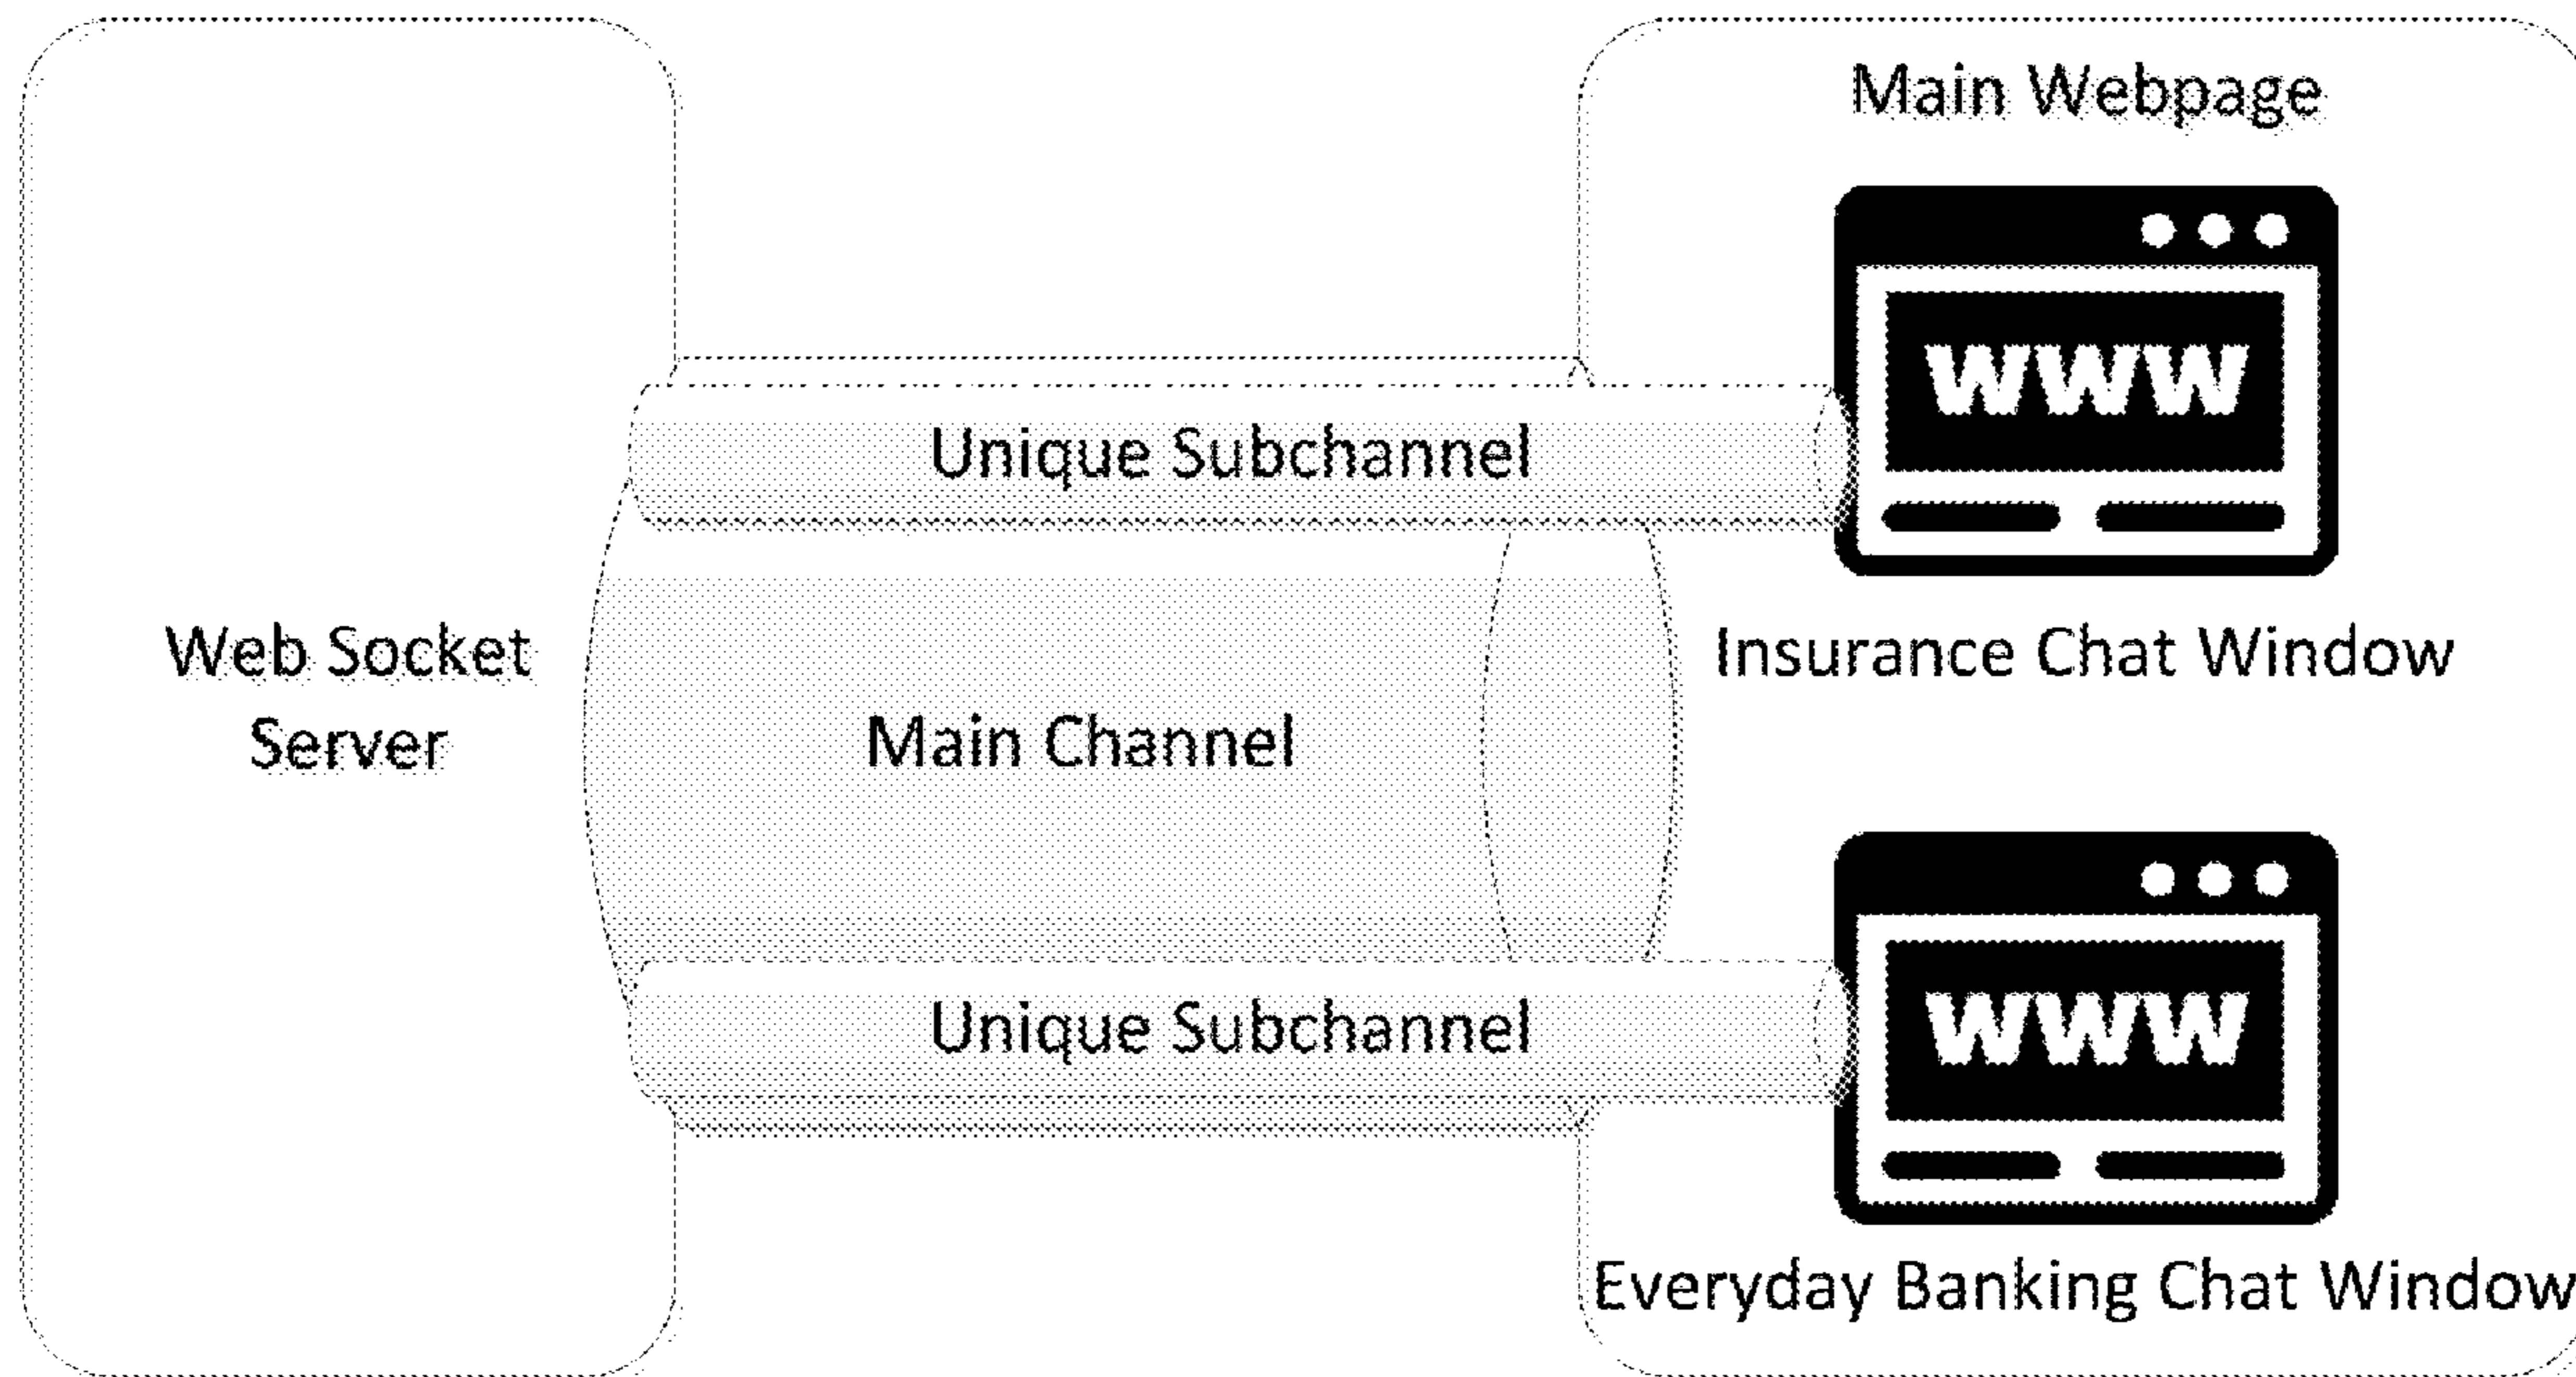 Main Webpage
WWW
Unique Subchannel
Insurance Chat Window
Web Socket
Server
Main Channel
WWW
Unique Subchannel
Everyday Banking Chat Window